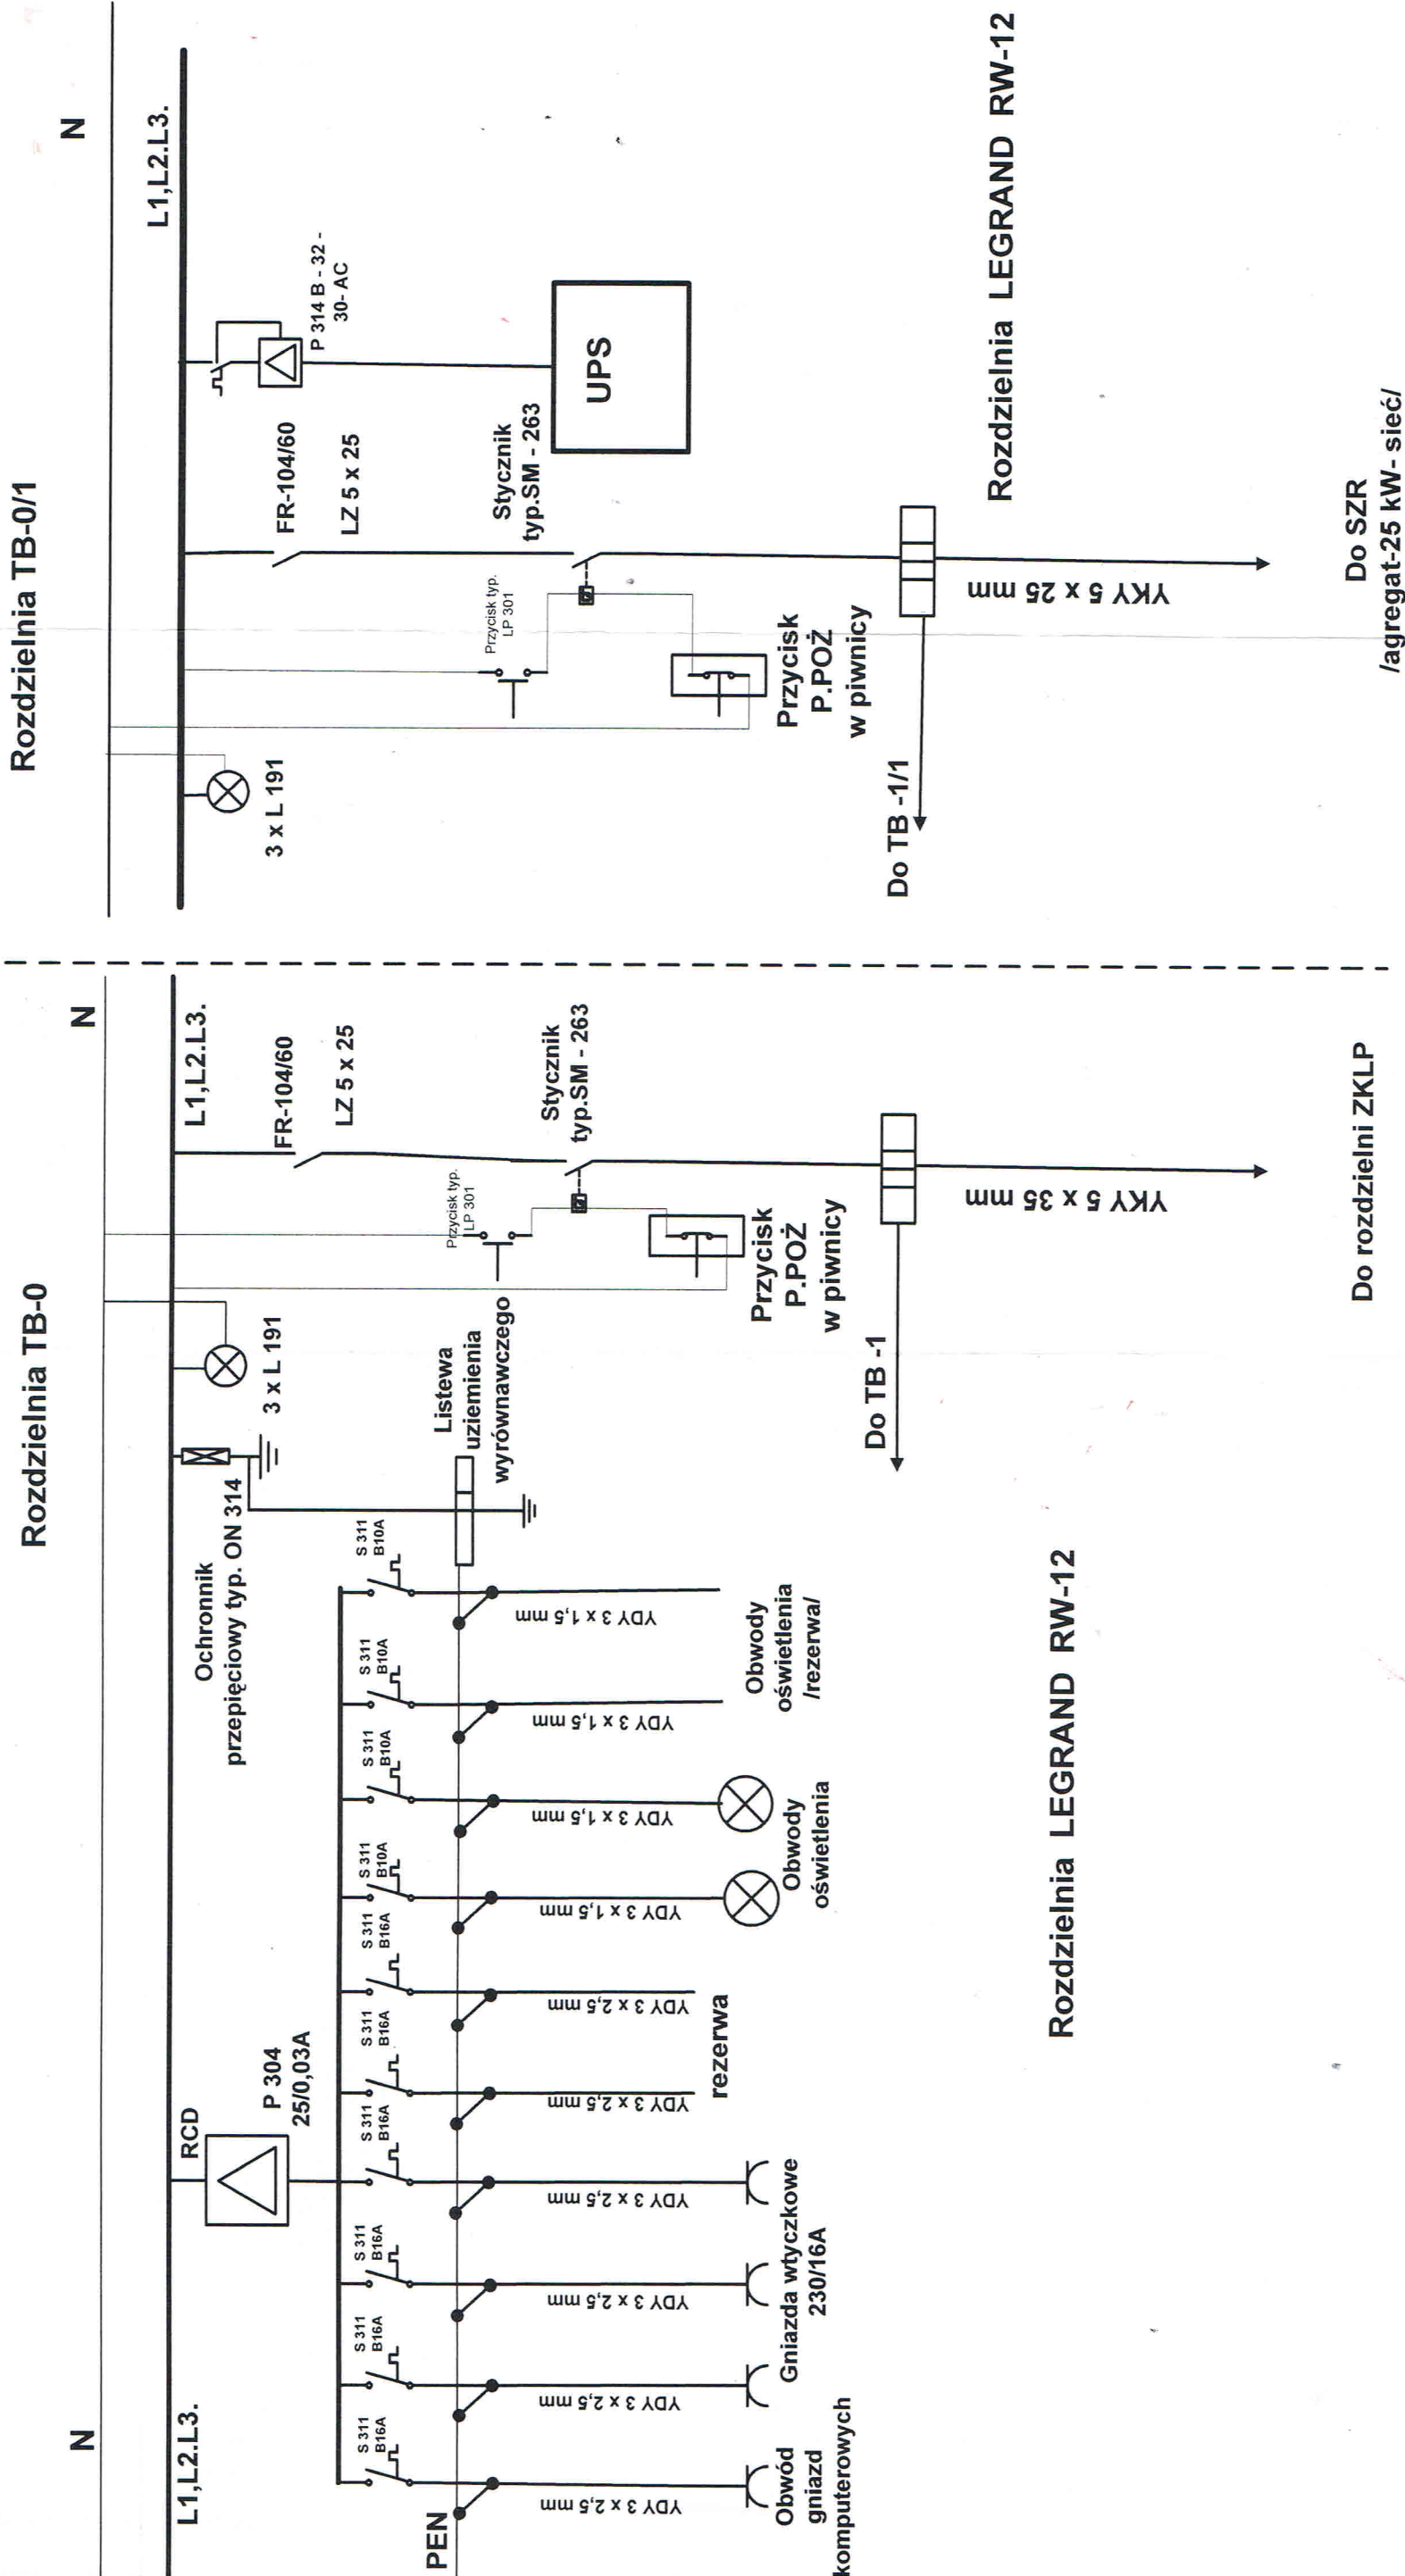 Rozdzielnia TB-0
N
N
L1,L2.L3.
L1,L2.L3.
RCD
P 304
25/0,03A
Ochronnik
przepięciowy typ. ON 314
3 x L 191
FR-104/60
LZ 5 x 25
S 311
B16A
S 311
B16A
S 311
B16A
S 311
B16A
S 311
B16A
S 311
B16A
S 311
B10A
S 311
B10A
S 311
B10A
S 311
B10A
PEN
Listewa
uziemienia
wyrównawczego
Przycisk typ.
LP 301
Stycznik
typ.SM - 263
YDY 3 x 2,5 mm
YDY 3 x 2,5 mm
YDY 3 x 2,5 mm
YDY 3 x 2,5 mm
YDY 3 x 2,5 mm
YDY 3 x 2,5 mm
YDY 3 x 1,5 mm
YDY 3 x 1,5 mm
YDY 3 x 1,5 mm
YDY 3 x 1,5 mm
Obwód
gniazd
komputerowych
Gniazda wtyczkowe
230/16A
rezerwa
Obwody
oświetlenia
Obwody
oświetlenia
/rezerwa/
Przycisk
P.POŻ
w piwnicy
Do TB -1
YKY 5 x 35 mm
Rozdzielnia LEGRAND RW-12
Do rozdzielni ZKLP
Rozdzielnia TB-0/1
N
L1,L2.L3.
3 x L 191
FR-104/60
LZ 5 x 25
P 314 B - 32 -
30- AC
Przycisk typ.
LP 301
Stycznik
typ.SM - 263
UPS
Przycisk
P.POŻ
w piwnicy
Do TB -1/1
YKY 5 x 25 mm
Rozdzielnia LEGRAND RW-12
Do SZR
/agregat-25 kW- sieć/